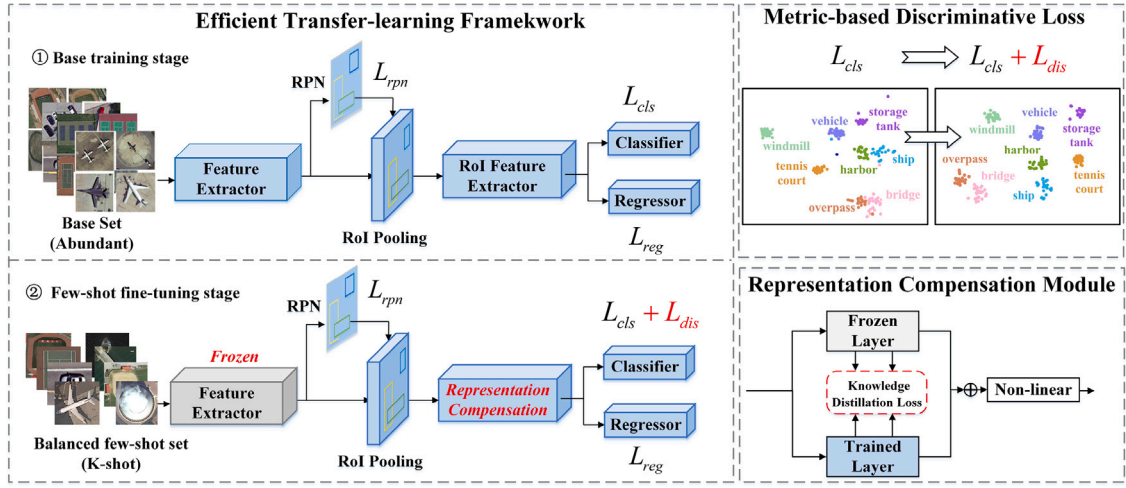 Efficient Transfer-learning Framekwork
① Base training stage
RPN
L_rpn
Feature
Extractor
RoI Pooling
RoI Feature
Extractor
L_cls
Classifier
Regressor
L_reg
Base Set
(Abundant)
② Few-shot fine-tuning stage
RPN
L_rpn
Frozen
Feature
Extractor
RoI Pooling
Representation
Compensation
L_cls + L_dis
Classifier
Regressor
L_reg
Balanced few-shot set
(K-shot)
Metric-based Discriminative Loss
L_cls
L_cls + L_dis
windmill
vehicle
storage
tank
harbor
ship
tennis
court
overpass
bridge
windmill
vehicle
storage
tank
harbor
overpass
bridge
ship
tennis
court
Representation Compensation Module
Frozen
Layer
Knowledge
Distillation Loss
Trained
Layer
⊕
Non-linear